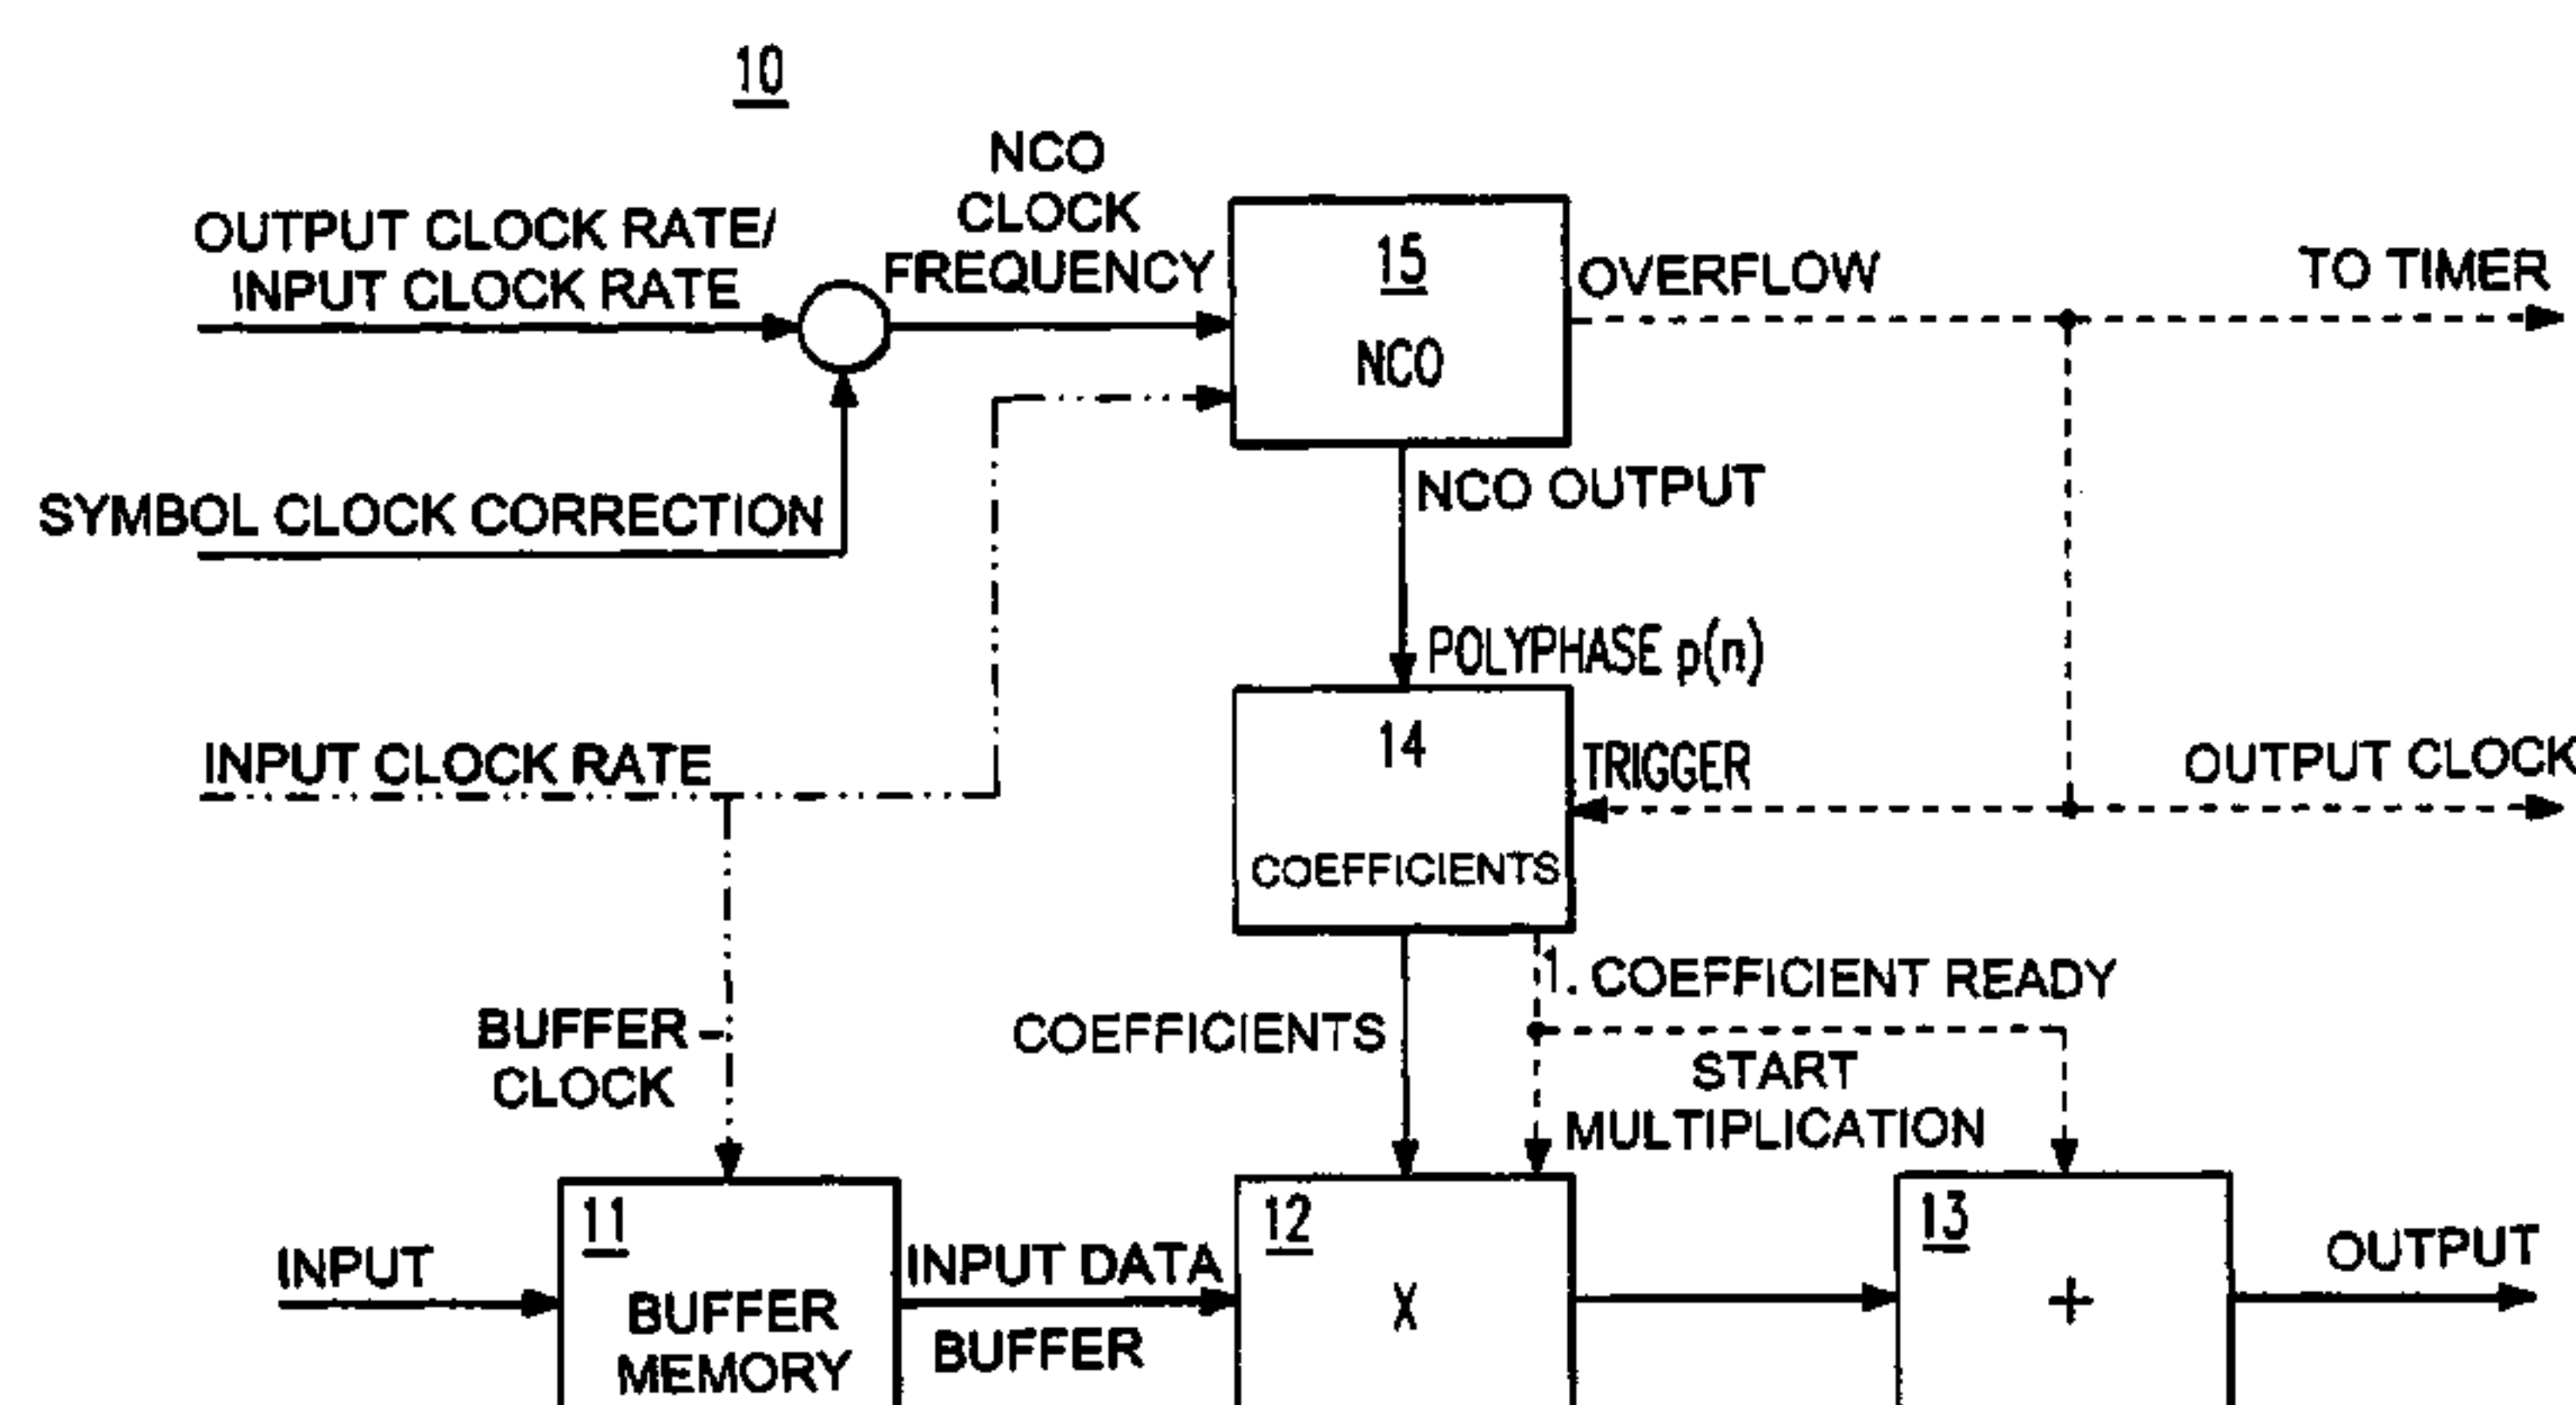 10
NCO
CLOCK
FREQUENCY
OUTPUT CLOCK RATE/
INPUT CLOCK RATE
15
NCO
OVERFLOW
TO TIMER
SYMBOL CLOCK CORRECTION
NCO OUTPUT
POLYPHASE p(n)
INPUT CLOCK RATE
14
COEFFICIENTS
TRIGGER
OUTPUT CLOCK
1. COEFFICIENT READY
COEFFICIENTS
BUFFER
CLOCK
START
MULTIPLICATION
INPUT
11
BUFFER
MEMORY
INPUT DATA
BUFFER
12
X
13
+
OUTPUT